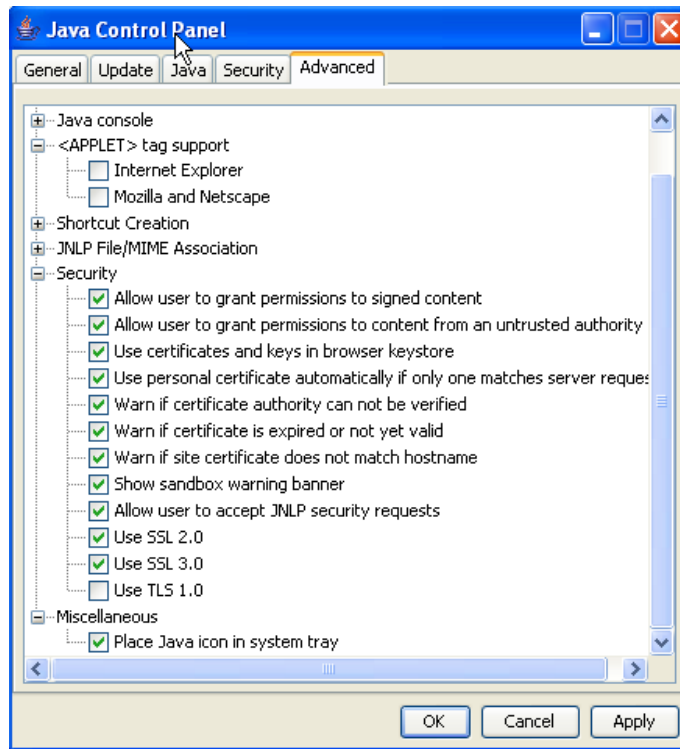 Java Control Panel
General Update Java Security Advanced
Java console
<APPLET> tag support
Internet Explorer
Mozilla and Netscape
Shortcut Creation
JNLP File/MIME Association
Security
Allow user to grant permissions to signed content
Allow user to grant permissions to content from an untrusted authority
Use certificates and keys in browser keystore
Use personal certificate automatically if only one matches server reques
Warn if certificate authority can not be verified
Warn if certificate is expired or not yet valid
Warn if site certificate does not match hostname
Show sandbox warning banner
Allow user to accept JNLP security requests
Use SSL 2.0
Use SSL 3.0
Use TLS 1.0
Miscellaneous
Place Java icon in system tray
OK Cancel Apply